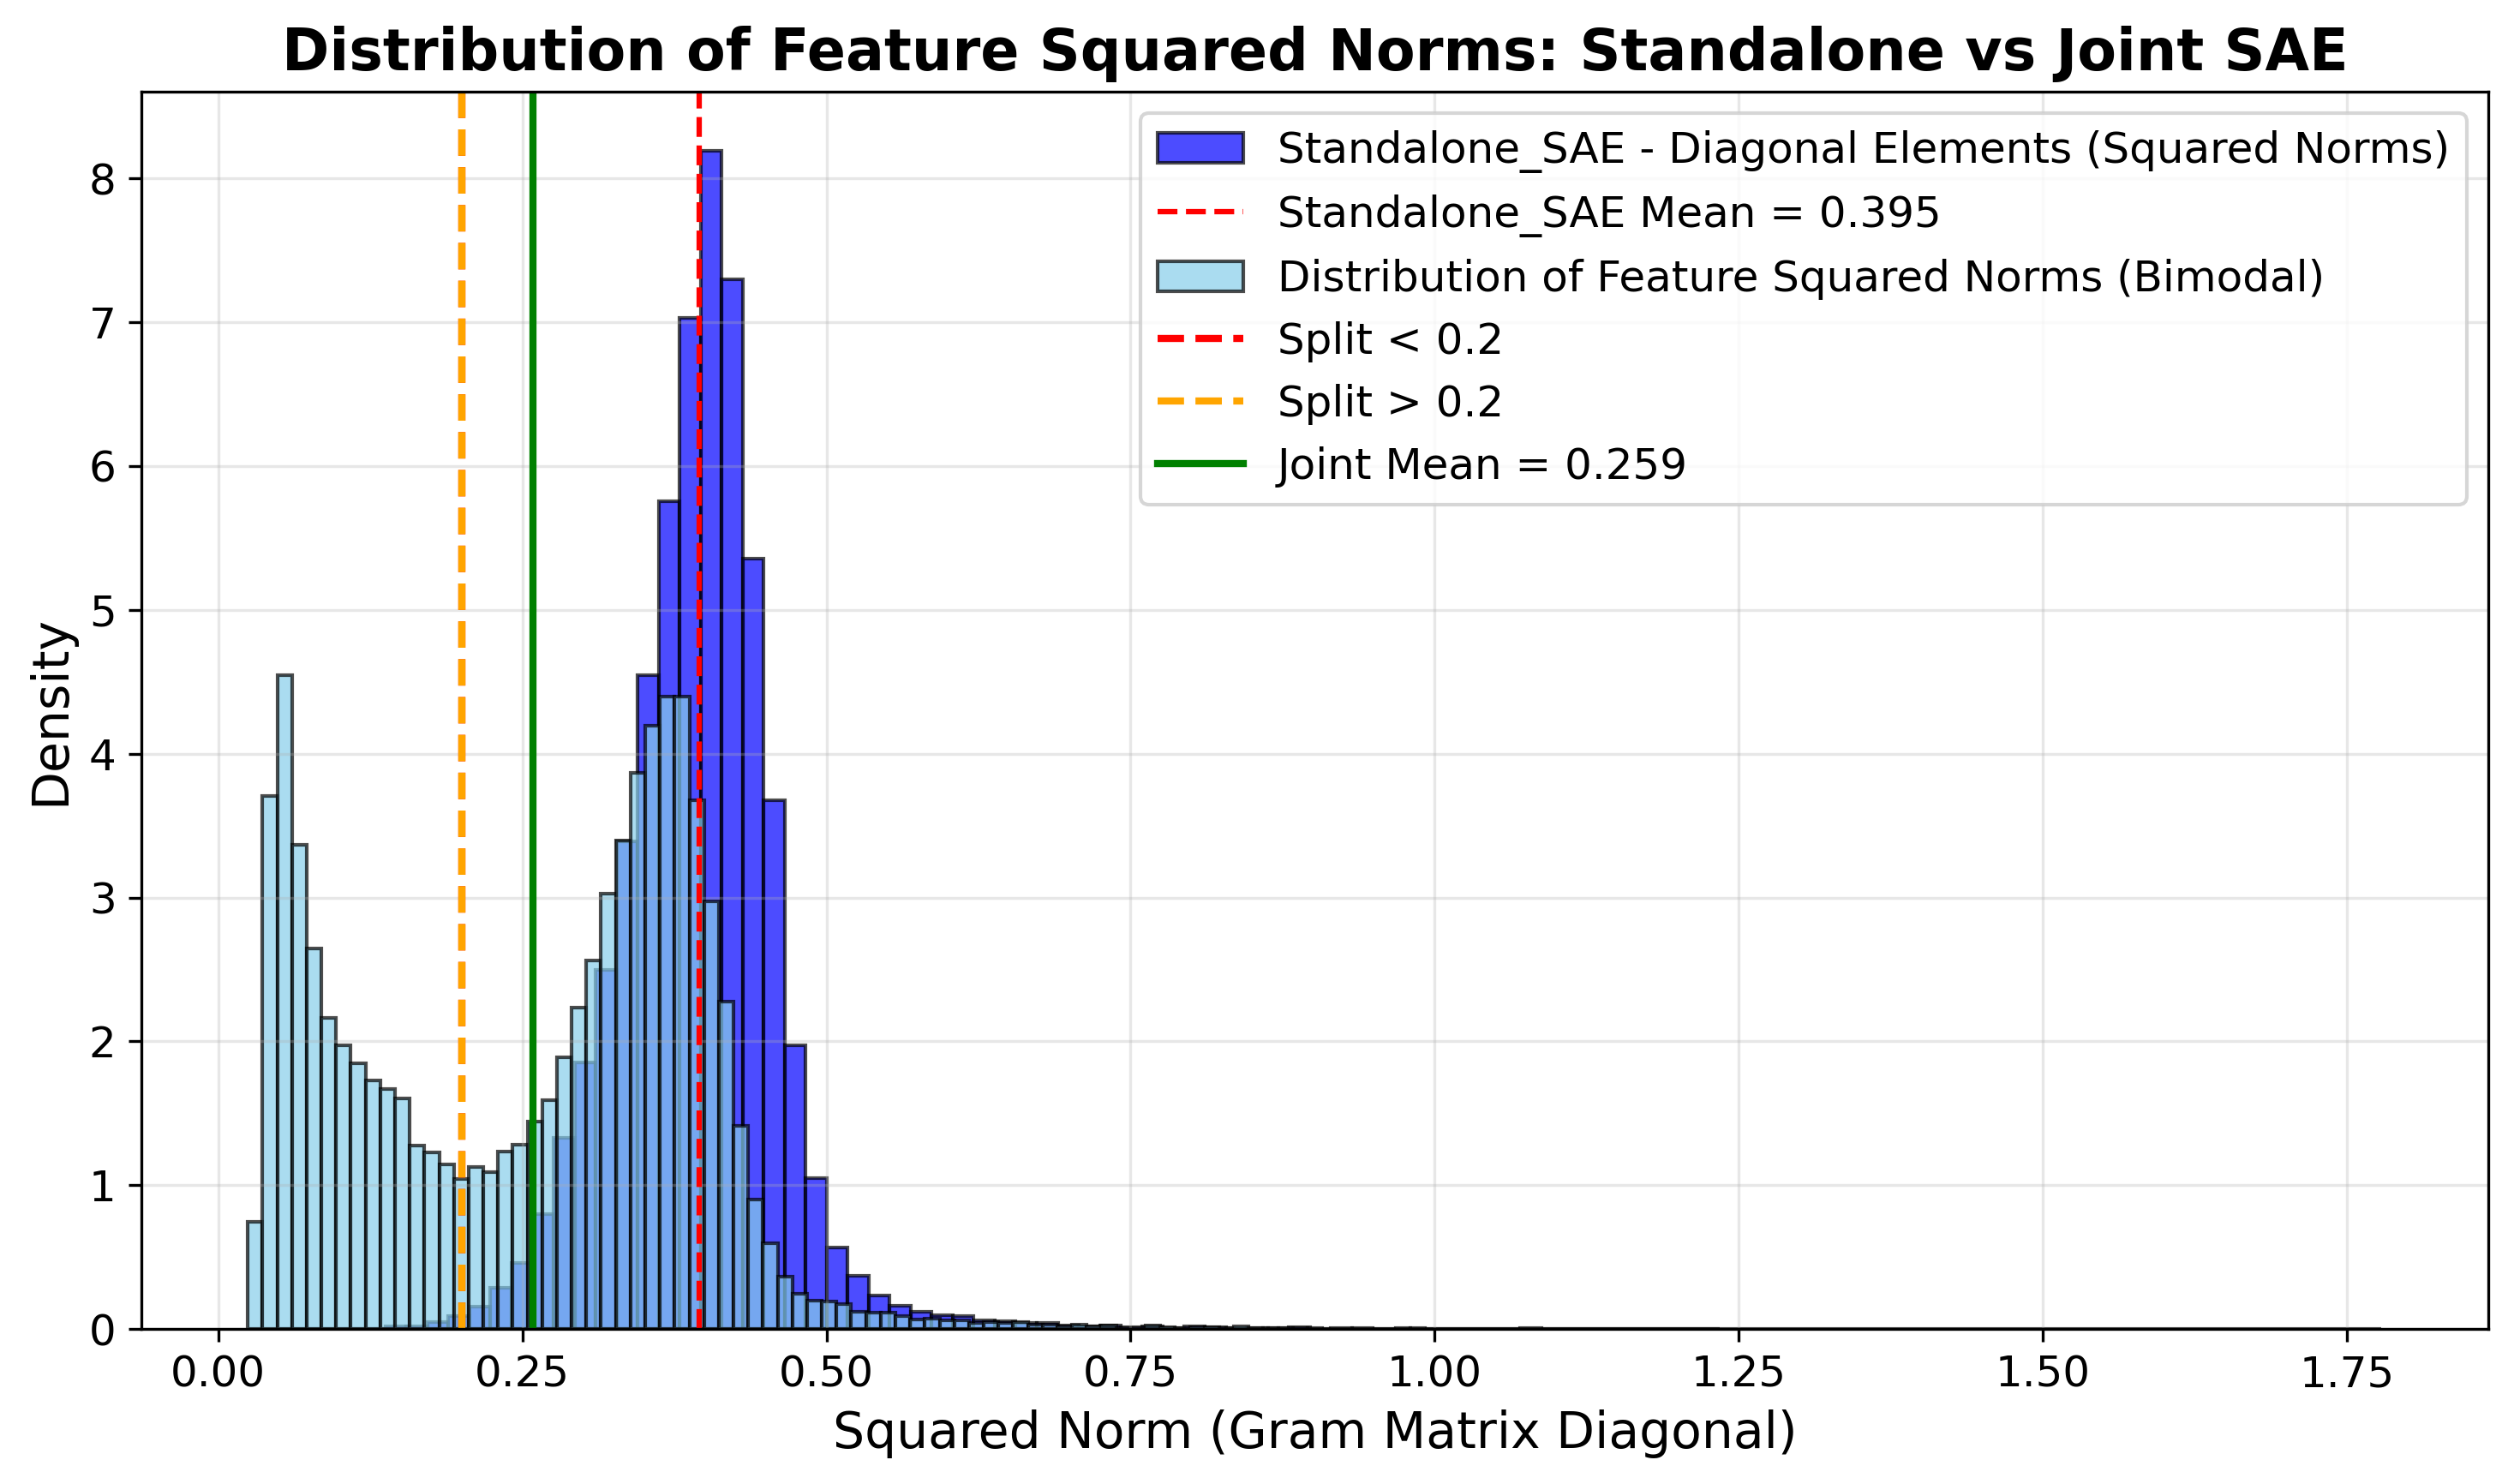 Distribution of Feature Squared Norms: Standalone vs Joint SAE
Standalone_SAE - Diagonal Elements (Squared Norms)
Standalone_SAE Mean = 0.395
Distribution of Feature Squared Norms (Bimodal)
Split < 0.2
Split > 0.2
Joint Mean = 0.259
Density
8
7
6
5
4
3
2
1
0
0.00 0.25 0.50 0.75 1.00 1.25 1.50 1.75
Squared Norm (Gram Matrix Diagonal)